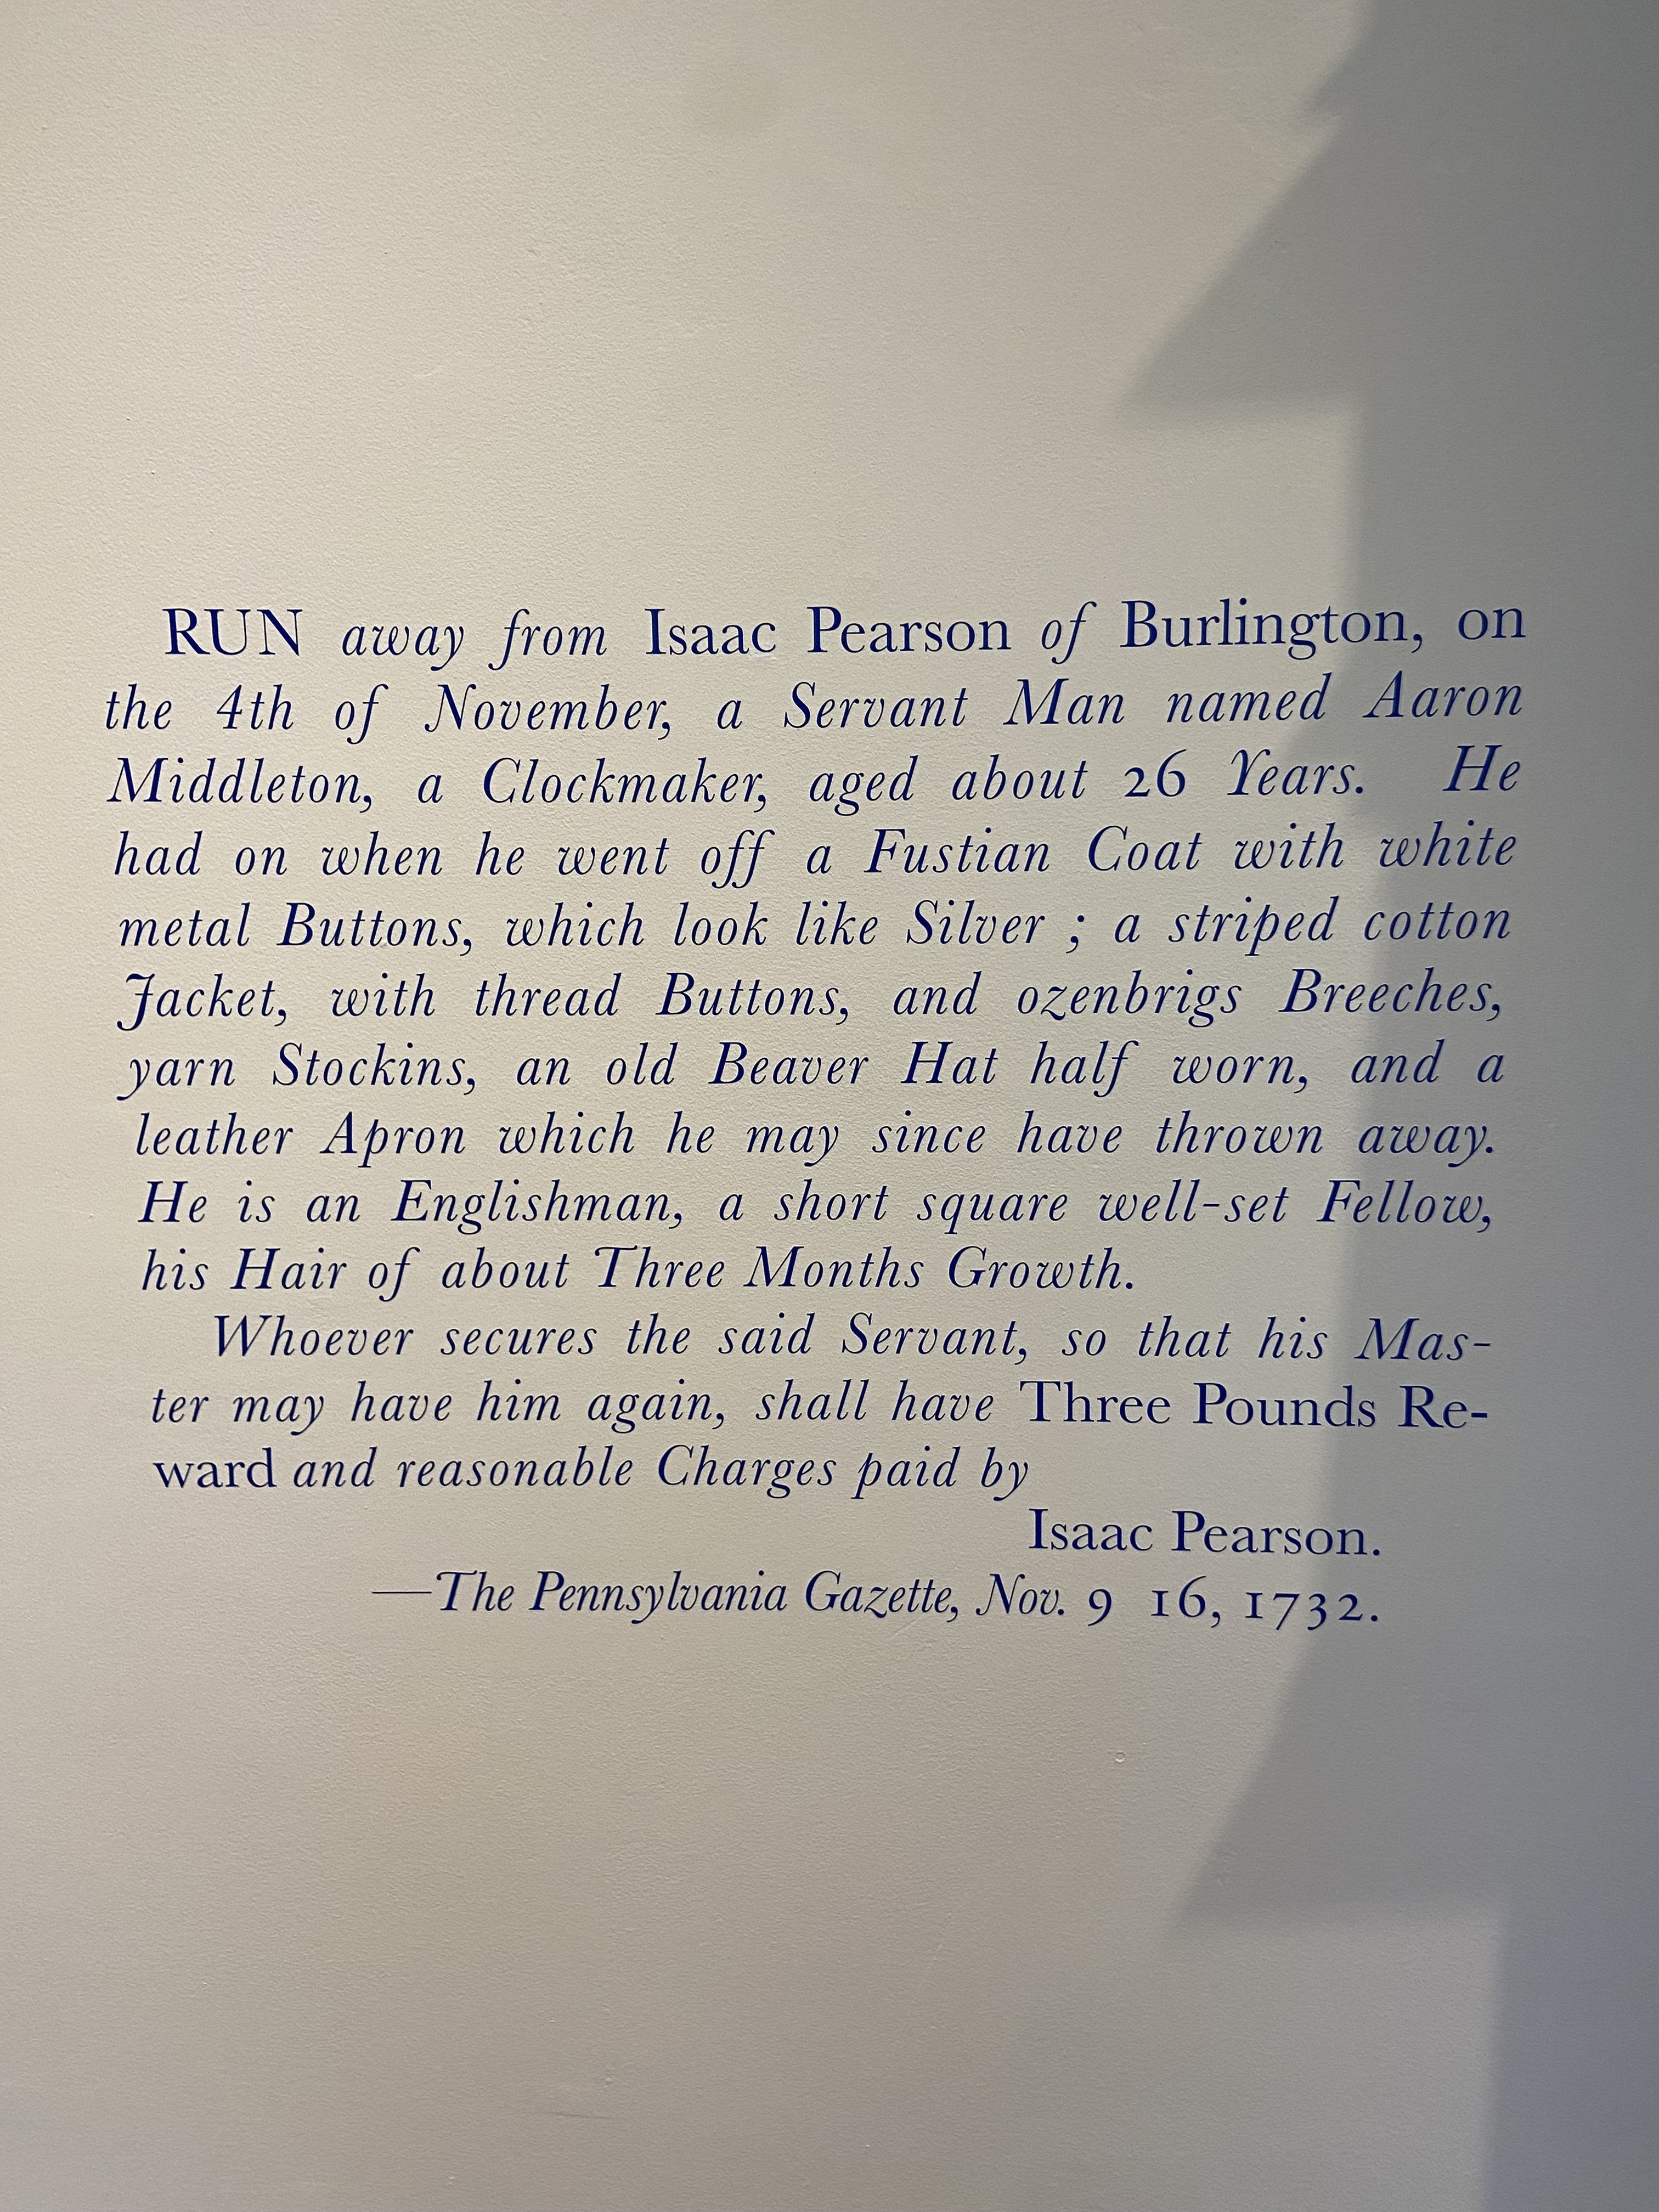 RUN away from Isaac Pearson of Burlington, on
the 4th of November, a Servant Man named Aaron
Middleton, a Clockmaker, aged about 26 Years. He
had on when he went off a Fustian Coat with white
metal Buttons, which look like Silver ; a striped cotton
Jacket, with thread Buttons, and ozenbrigs Breeches,
yarn Stockins, an old Beaver Hat half worn, and a
leather Apron which he may since have thrown away.
He is an Englishman, a short square well-set Fellow,
his Hair of about Three Months Growth.
Whoever secures the said Servant, so that his Mas-
ter may have him again, shall have Three Pounds Re-
ward and reasonable Charges paid by
Isaac Pearson.
—The Pennsylvania Gazette, Nov. 9 16, 1732.